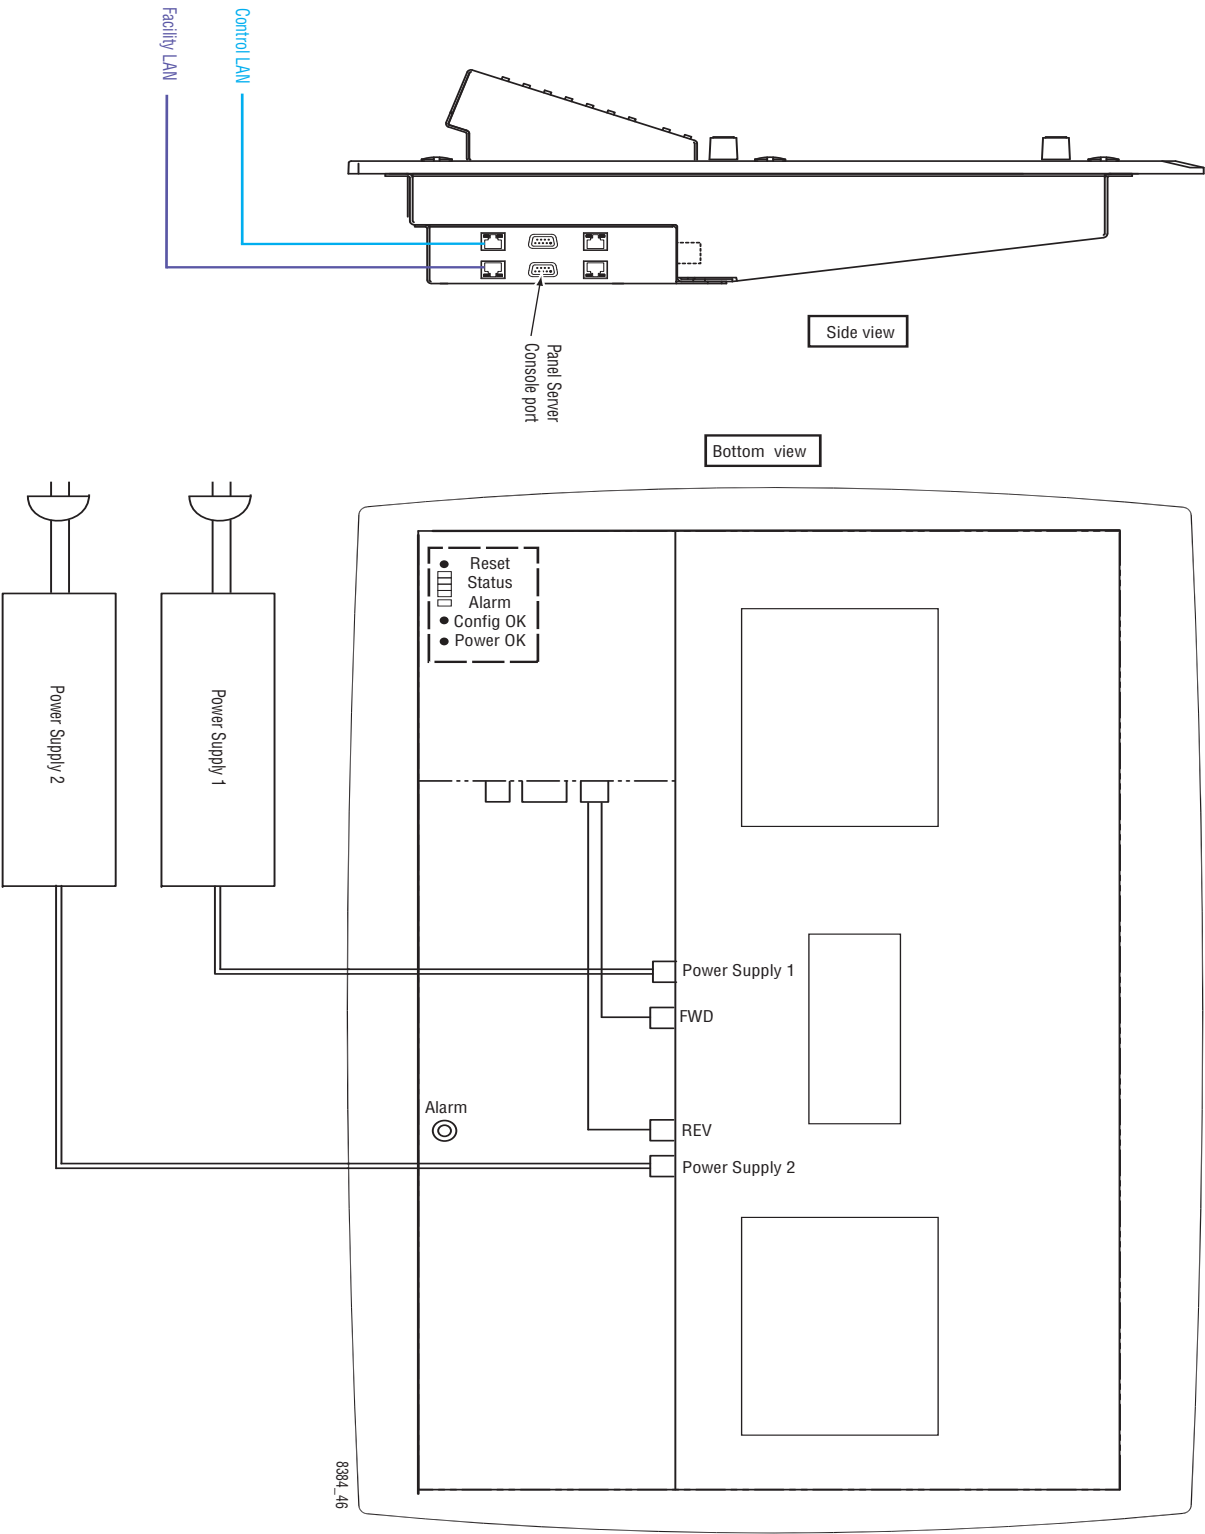 Facility LAN
Control LAN
Panel Server
Console port
Side view
Bottom view
Reset
Status
Alarm
Config OK
Power OK
Power Supply 2
Power Supply 1
Power Supply 1
FWD
Alarm
REV
Power Supply 2
8384_46